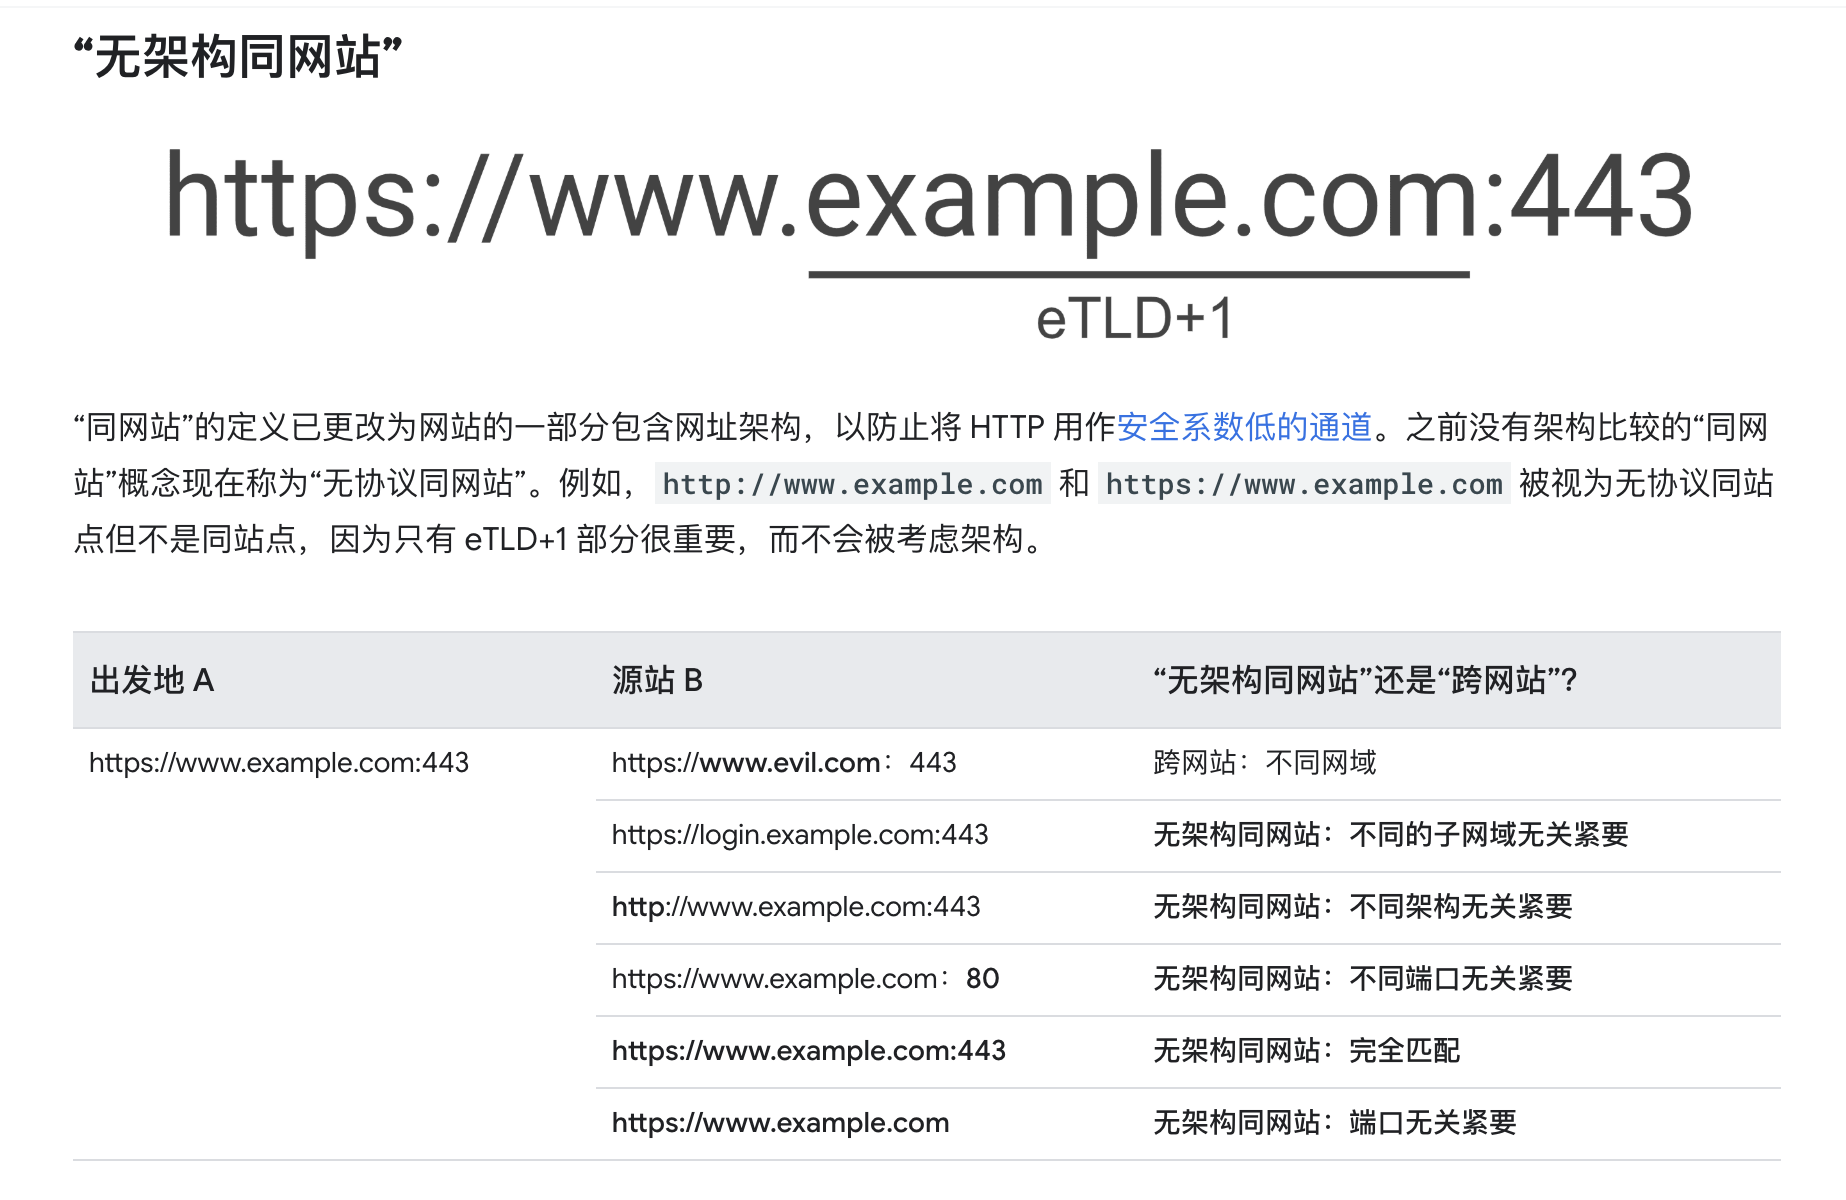 “无架构同网站”
https://www.example.com:443
eTLD+1
“同网站”的定义已更改为网站的一部分包含网址架构，以防止将 HTTP 用作安全系数低的通道。之前没有架构比较的“同网
站”概念现在称为“无协议同网站”。例如， http://www.example.com 和 https://www.example.com 被视为无协议同站
点但不是同站点，因为只有 eTLD+1 部分很重要，而不会被考虑架构。
出发地 A 源站 B “无架构同网站”还是“跨网站”?
https://www.example.com:443 https://www.evil.com：443 跨网站：不同网域
https://login.example.com:443 无架构同网站：不同的子网域无关紧要
http://www.example.com:443 无架构同网站：不同架构无关紧要
https://www.example.com：80 无架构同网站：不同端口无关紧要
https://www.example.com:443 无架构同网站：完全匹配
https://www.example.com 无架构同网站：端口无关紧要